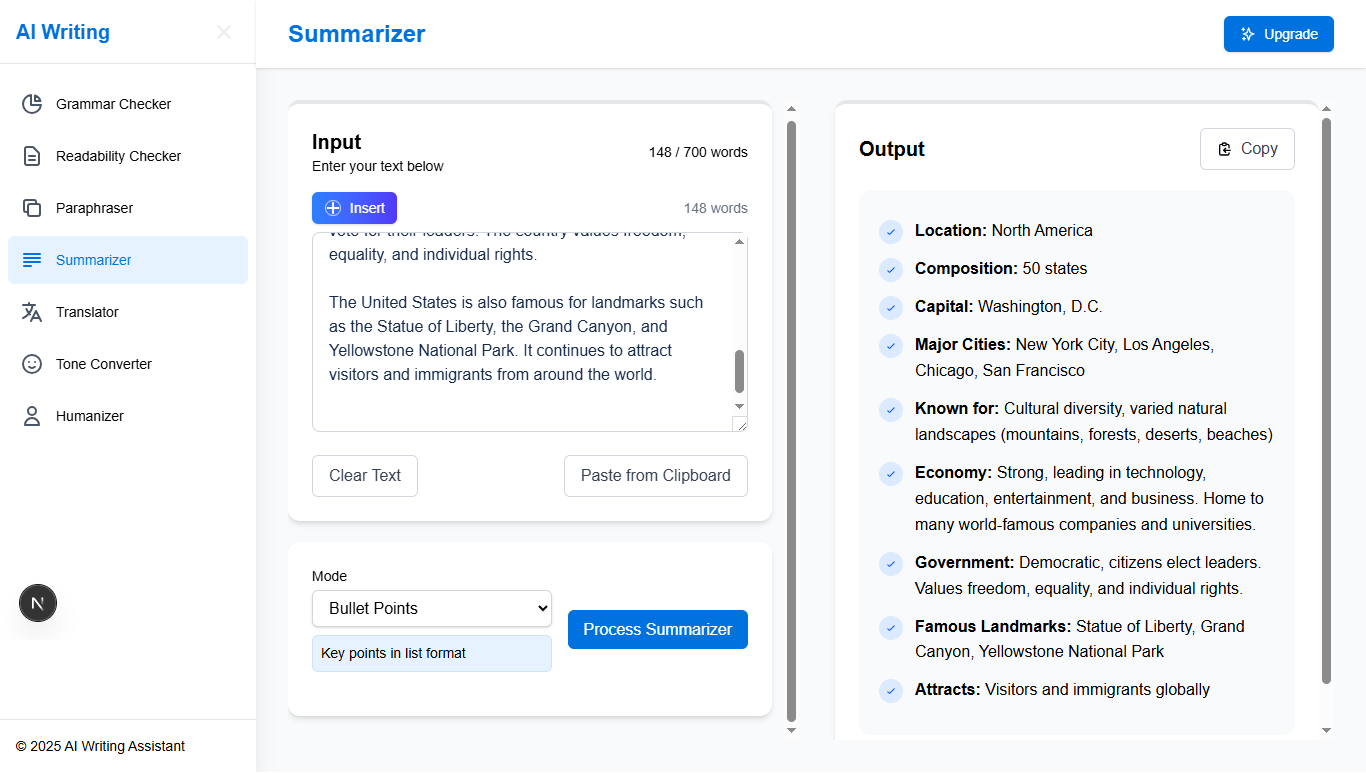 AI Writing
Grammar Checker
Readability Checker
Paraphraser
Summarizer
Translator
Tone Converter
Humanizer
N
© 2025 AI Writing Assistant
Summarizer
Upgrade
Input
Enter your text below
148 / 700 words
Insert
148 words
vote for their leaders. The country values freedom,
equality, and individual rights.
The United States is also famous for landmarks such
as the Statue of Liberty, the Grand Canyon, and
Yellowstone National Park. It continues to attract
visitors and immigrants from around the world.
Clear Text
Paste from Clipboard
Mode
Bullet Points
Key points in list format
Process Summarizer
Output
Copy
Location: North America
Composition: 50 states
Capital: Washington, D.C.
Major Cities: New York City, Los Angeles,
Chicago, San Francisco
Known for: Cultural diversity, varied natural
landscapes (mountains, forests, deserts, beaches)
Economy: Strong, leading in technology,
education, entertainment, and business. Home to
many world-famous companies and universities.
Government: Democratic, citizens elect leaders.
Values freedom, equality, and individual rights.
Famous Landmarks: Statue of Liberty, Grand
Canyon, Yellowstone National Park
Attracts: Visitors and immigrants globally